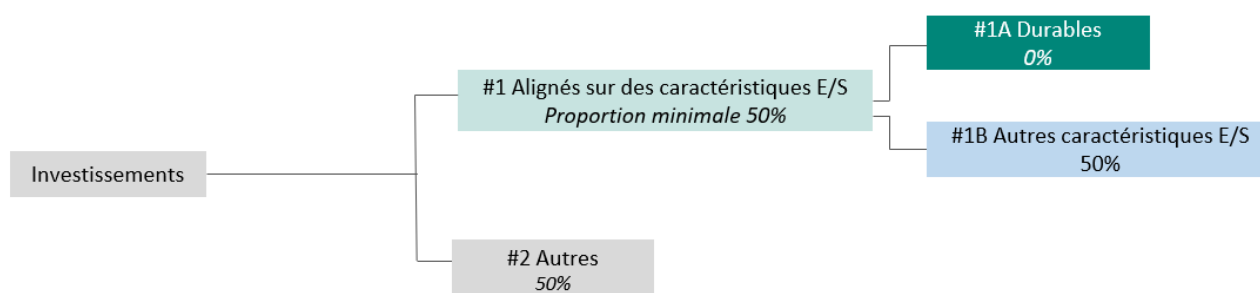 Investissements
#1 Alignés sur des caractéristiques E/S
Proportion minimale 50%
#1A Durables
0%
#1B Autres caractéristiques E/S
50%
#2 Autres
50%